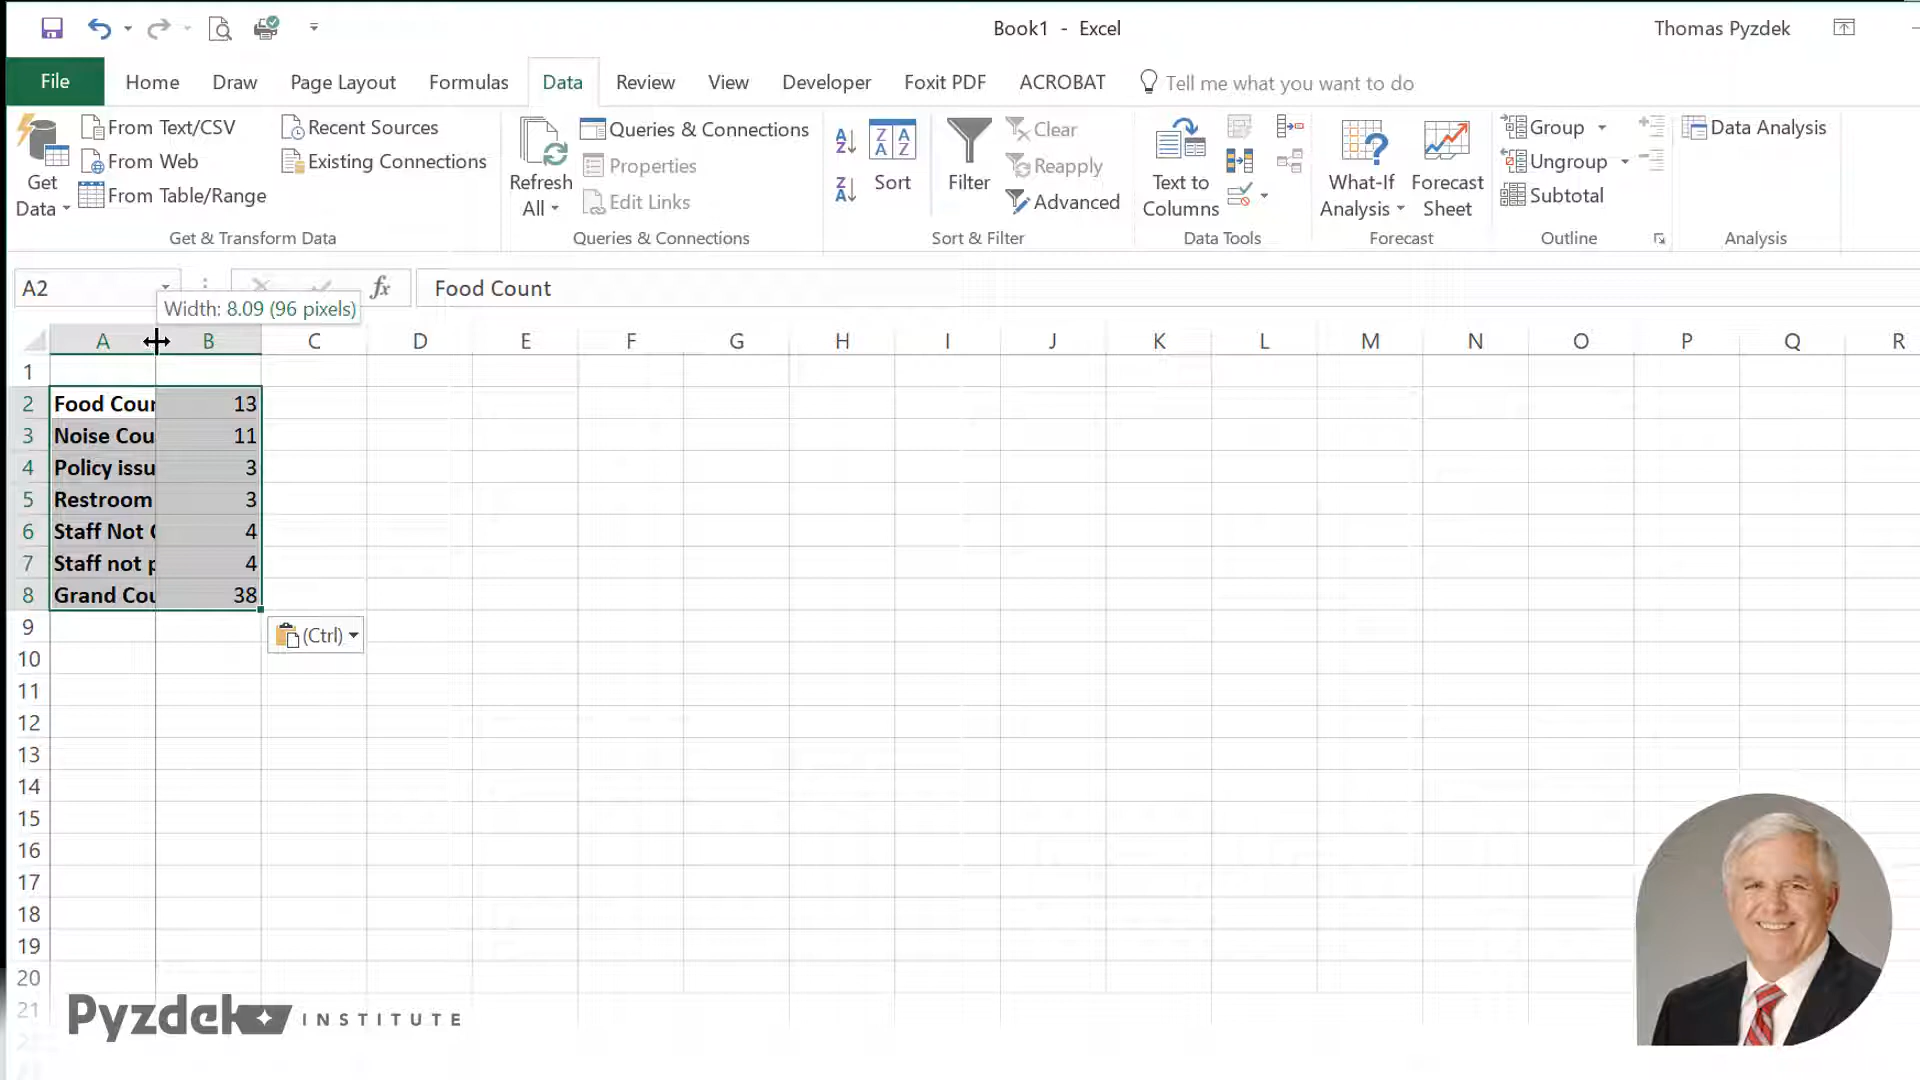 Book1 - Excel
Thomas Pyzdek
File Home Draw Page Layout Formulas Data Review View Developer Foxit PDF ACROBAT Tell me what you want to do
Get Data
From Text/CSV
From Web
From Table/Range
Recent Sources
Existing Connections
Get & Transform Data
Refresh All
Queries & Connections
Properties
Edit Links
Queries & Connections
Sort
Filter
Clear
Reapply
Advanced
Sort & Filter
Text to Columns
Data Tools
What-If Analysis
Forecast Sheet
Forecast
Group
Ungroup
Subtotal
Outline
Data Analysis
Analysis
A2 fx Food Count
Width: 8.09 (96 pixels)
A B C D E F G H I J K L M N O P Q R
1
2 Food Coun 13
3 Noise Cou 11
4 Policy issu 3
5 Restroom 3
6 Staff Not 4
7 Staff not p 4
8 Grand Cou 38
9
(Ctrl)
10
11
12
13
14
15
16
17
18
19
20
21
Pyzdek INSTITUTE